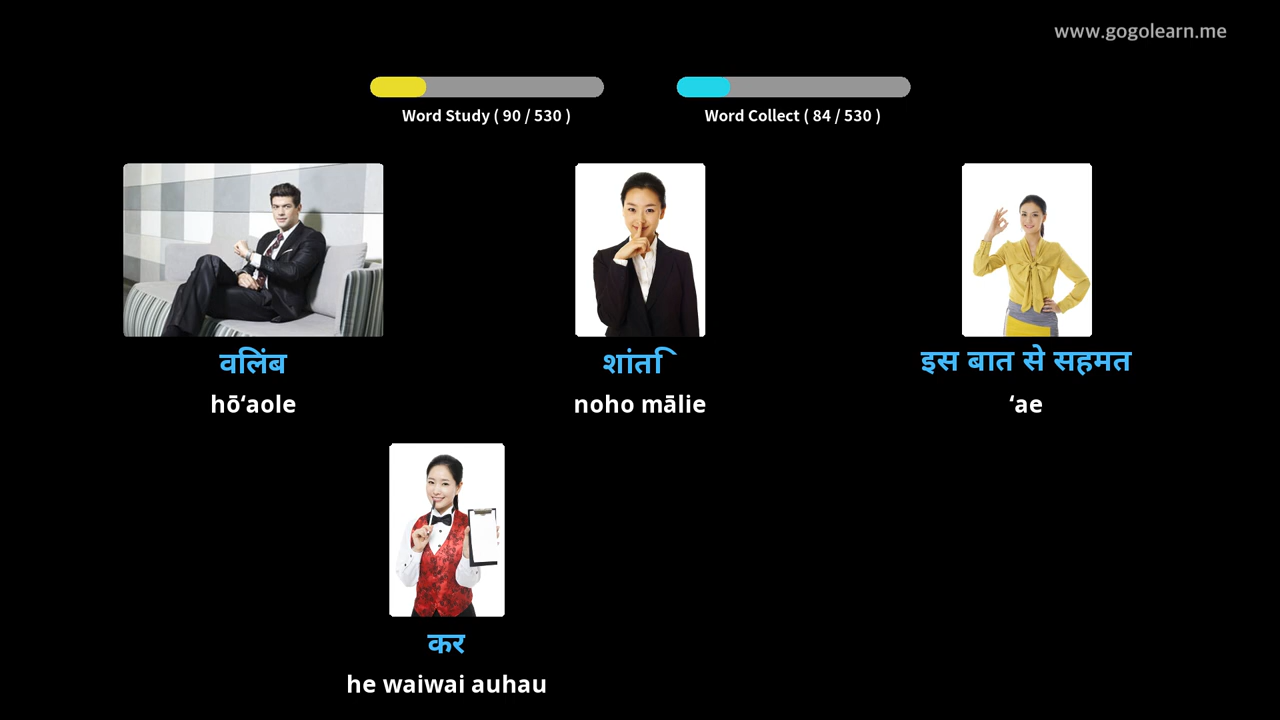 www.gogolearn.me
Word Study ( 90 / 530 )
Word Collect ( 84 / 530 )
वलिंब
शांताि
इस बात से सहमत
hōʻaole
noho mālie
ʻae
कर
he waiwai auhau